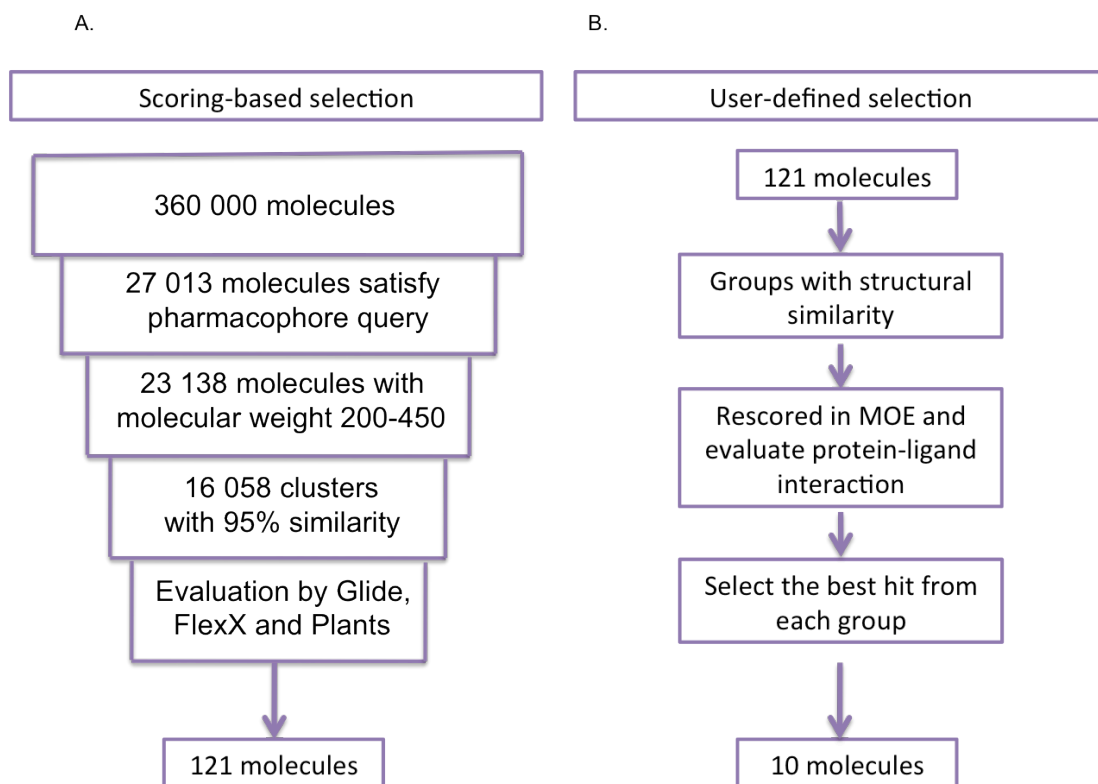 A.
Scoring-based selection
360 000 molecules
27 013 molecules satisfy
pharmacophore query
23 138 molecules with
molecular weight 200-450
16 058 clusters
with 95% similarity
Evaluation by Glide,
FlexX and Plants
121 molecules
B.
User-defined selection
121 molecules
Groups with structural
similarity
Rescored in MOE and
evaluate protein-ligand
interaction
Select the best hit from
each group
10 molecules